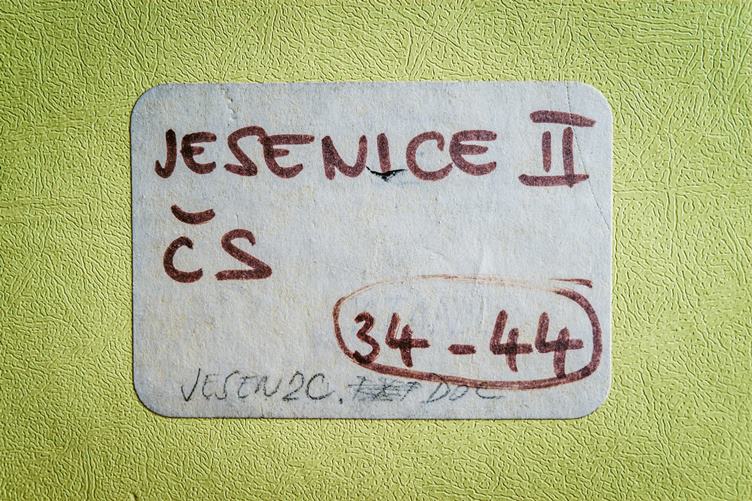 JESENICE II
ČS
34-44
JESEN2C. DOC